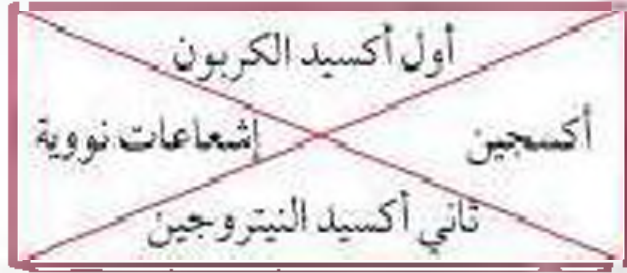 أول أكسيد الكربون
أكسجين
إشعاعات نووية
ثاني أكسيد النيتروجين